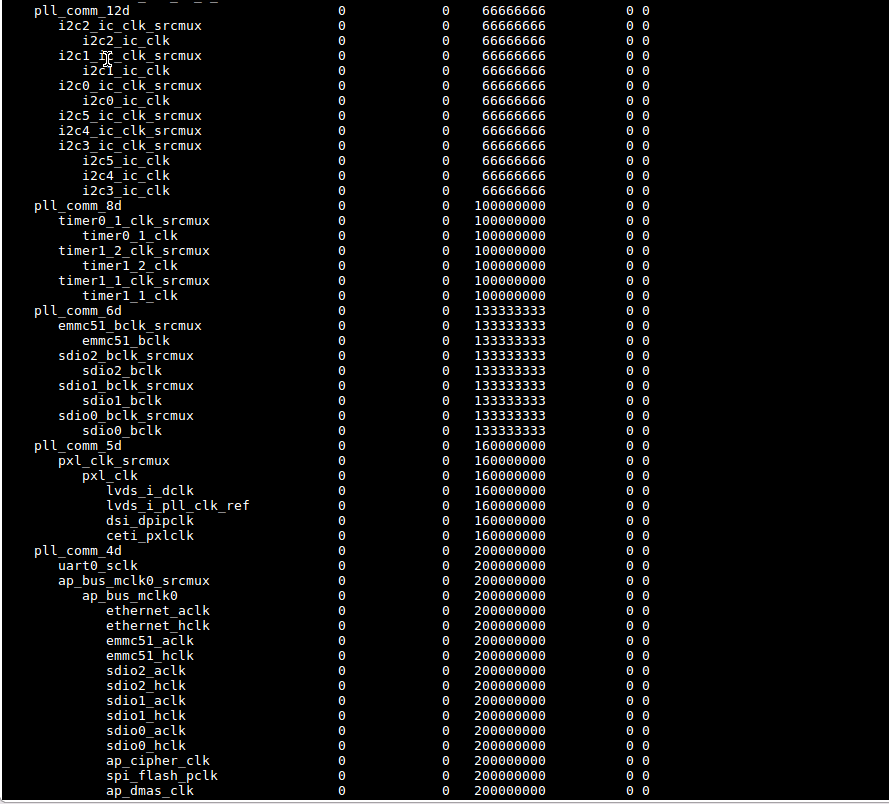 pll_comm_12d 0 0 66666666 0 0
i2c2_ic_clk_srcmux 0 0 66666666 0 0
i2c2_ic_clk 0 0 66666666 0 0
i2c1_ic_clk_srcmux 0 0 66666666 0 0
i2c1_ic_clk 0 0 66666666 0 0
i2c0_ic_clk_srcmux 0 0 66666666 0 0
i2c0_ic_clk 0 0 66666666 0 0
i2c5_ic_clk_srcmux 0 0 66666666 0 0
i2c4_ic_clk_srcmux 0 0 66666666 0 0
i2c3_ic_clk_srcmux 0 0 66666666 0 0
i2c5_ic_clk 0 0 66666666 0 0
i2c4_ic_clk 0 0 66666666 0 0
i2c3_ic_clk 0 0 66666666 0 0
pll_comm_8d 0 0 100000000 0 0
timer0_1_clk_srcmux 0 0 100000000 0 0
timer0_1_clk 0 0 100000000 0 0
timer1_2_clk_srcmux 0 0 100000000 0 0
timer1_2_clk 0 0 100000000 0 0
timer1_1_clk_srcmux 0 0 100000000 0 0
timer1_1_clk 0 0 100000000 0 0
pll_comm_6d 0 0 133333333 0 0
emmc51_bclk_srcmux 0 0 133333333 0 0
emmc51_bclk 0 0 133333333 0 0
sdio2_bclk_srcmux 0 0 133333333 0 0
sdio2_bclk 0 0 133333333 0 0
sdio1_bclk_srcmux 0 0 133333333 0 0
sdio1_bclk 0 0 133333333 0 0
sdio0_bclk_srcmux 0 0 133333333 0 0
sdio0_bclk 0 0 133333333 0 0
pll_comm_5d 0 0 160000000 0 0
pxl_clk_srcmux 0 0 160000000 0 0
pxl_clk 0 0 160000000 0 0
lvds_i_dclk 0 0 160000000 0 0
lvds_i_pll_clk_ref 0 0 160000000 0 0
dsi_dpipclk 0 0 160000000 0 0
ceti_pxlclk 0 0 160000000 0 0
pll_comm_4d 0 0 200000000 0 0
uart0_sclk 0 0 200000000 0 0
ap_bus_mclk0_srcmux 0 0 200000000 0 0
ap_bus_mclk0 0 0 200000000 0 0
ethernet_aclk 0 0 200000000 0 0
ethernet_hclk 0 0 200000000 0 0
emmc51_aclk 0 0 200000000 0 0
emmc51_hclk 0 0 200000000 0 0
sdio2_aclk 0 0 200000000 0 0
sdio2_hclk 0 0 200000000 0 0
sdio1_aclk 0 0 200000000 0 0
sdio1_hclk 0 0 200000000 0 0
sdio0_aclk 0 0 200000000 0 0
sdio0_hclk 0 0 200000000 0 0
ap_cipher_clk 0 0 200000000 0 0
spi_flash_pclk 0 0 200000000 0 0
ap_dmas_clk 0 0 200000000 0 0